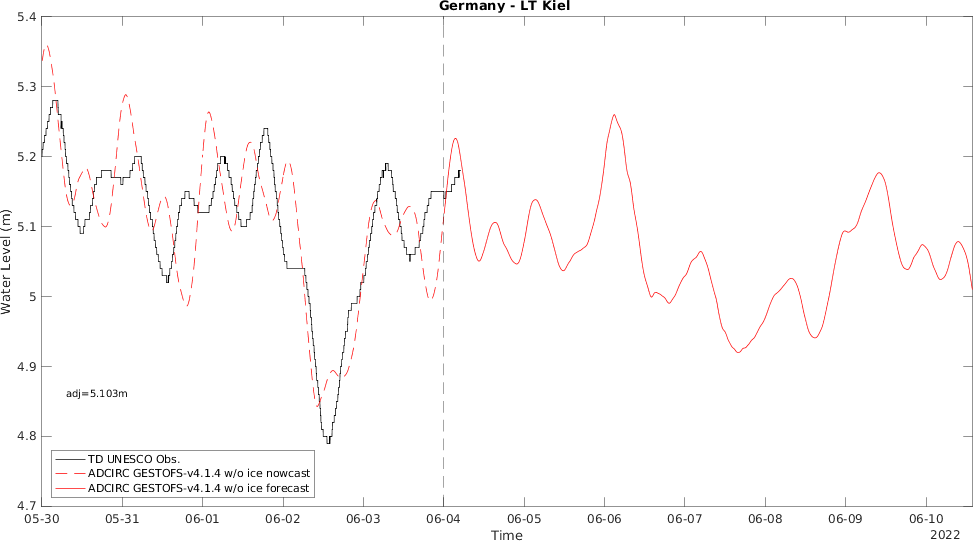 Germany - LT Kiel
5.4
5.3
5.2
5.1
5
4.9
4.8
4.7
Water Level (m)
adj=5.103m
TD UNESCO Obs.
ADCIRC GESTOFS-v4.1.4 w/o ice nowcast
ADCIRC GESTOFS-v4.1.4 w/o ice forecast
05-30 05-31 06-01 06-02 06-03 06-04 06-05 06-06 06-07 06-08 06-09 06-10
Time
2022